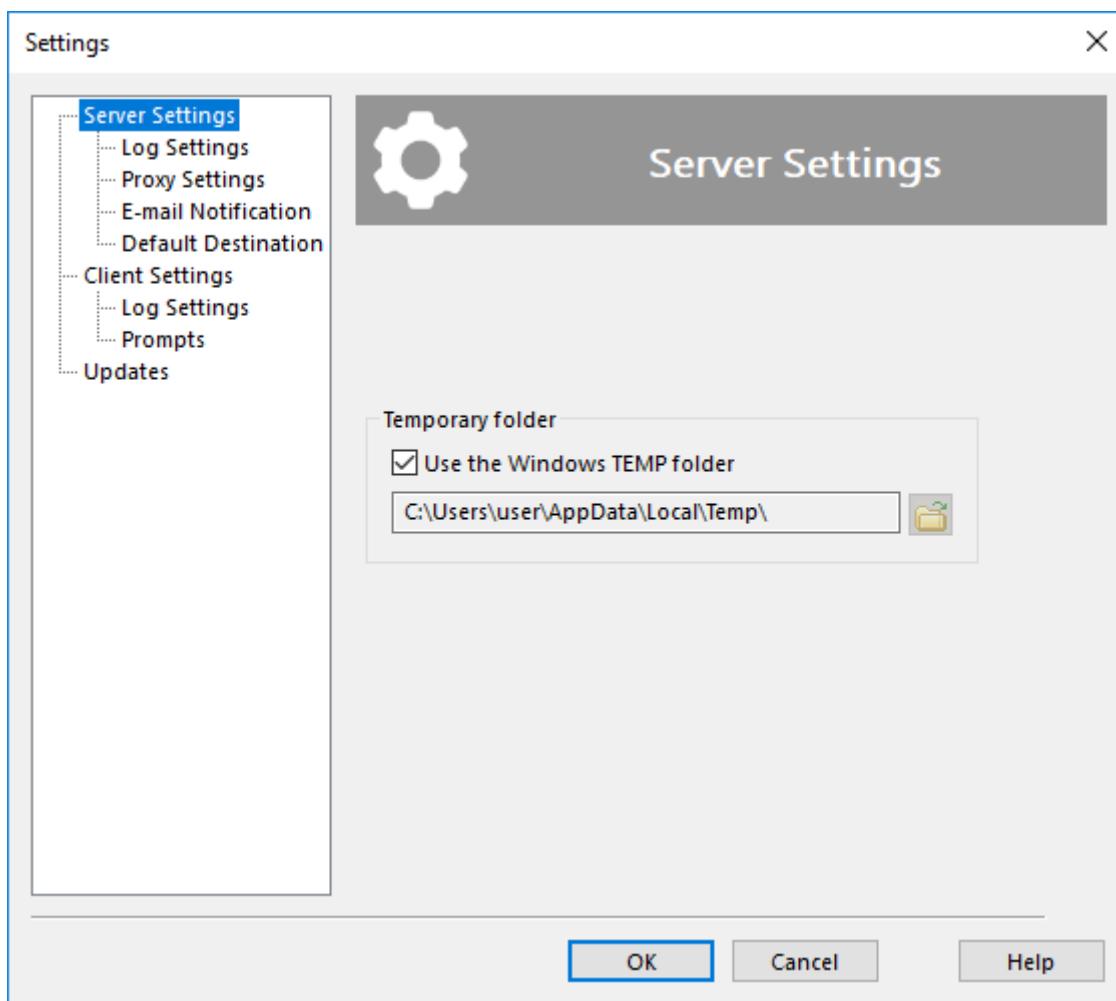 Settings
Server Settings
Log Settings
Proxy Settings
E-mail Notification
Default Destination
Client Settings
Log Settings
Prompts
Updates
Server Settings
Temporary folder
Use the Windows TEMP folder
C:\Users\user\AppData\Local\Temp\
OK
Cancel
Help